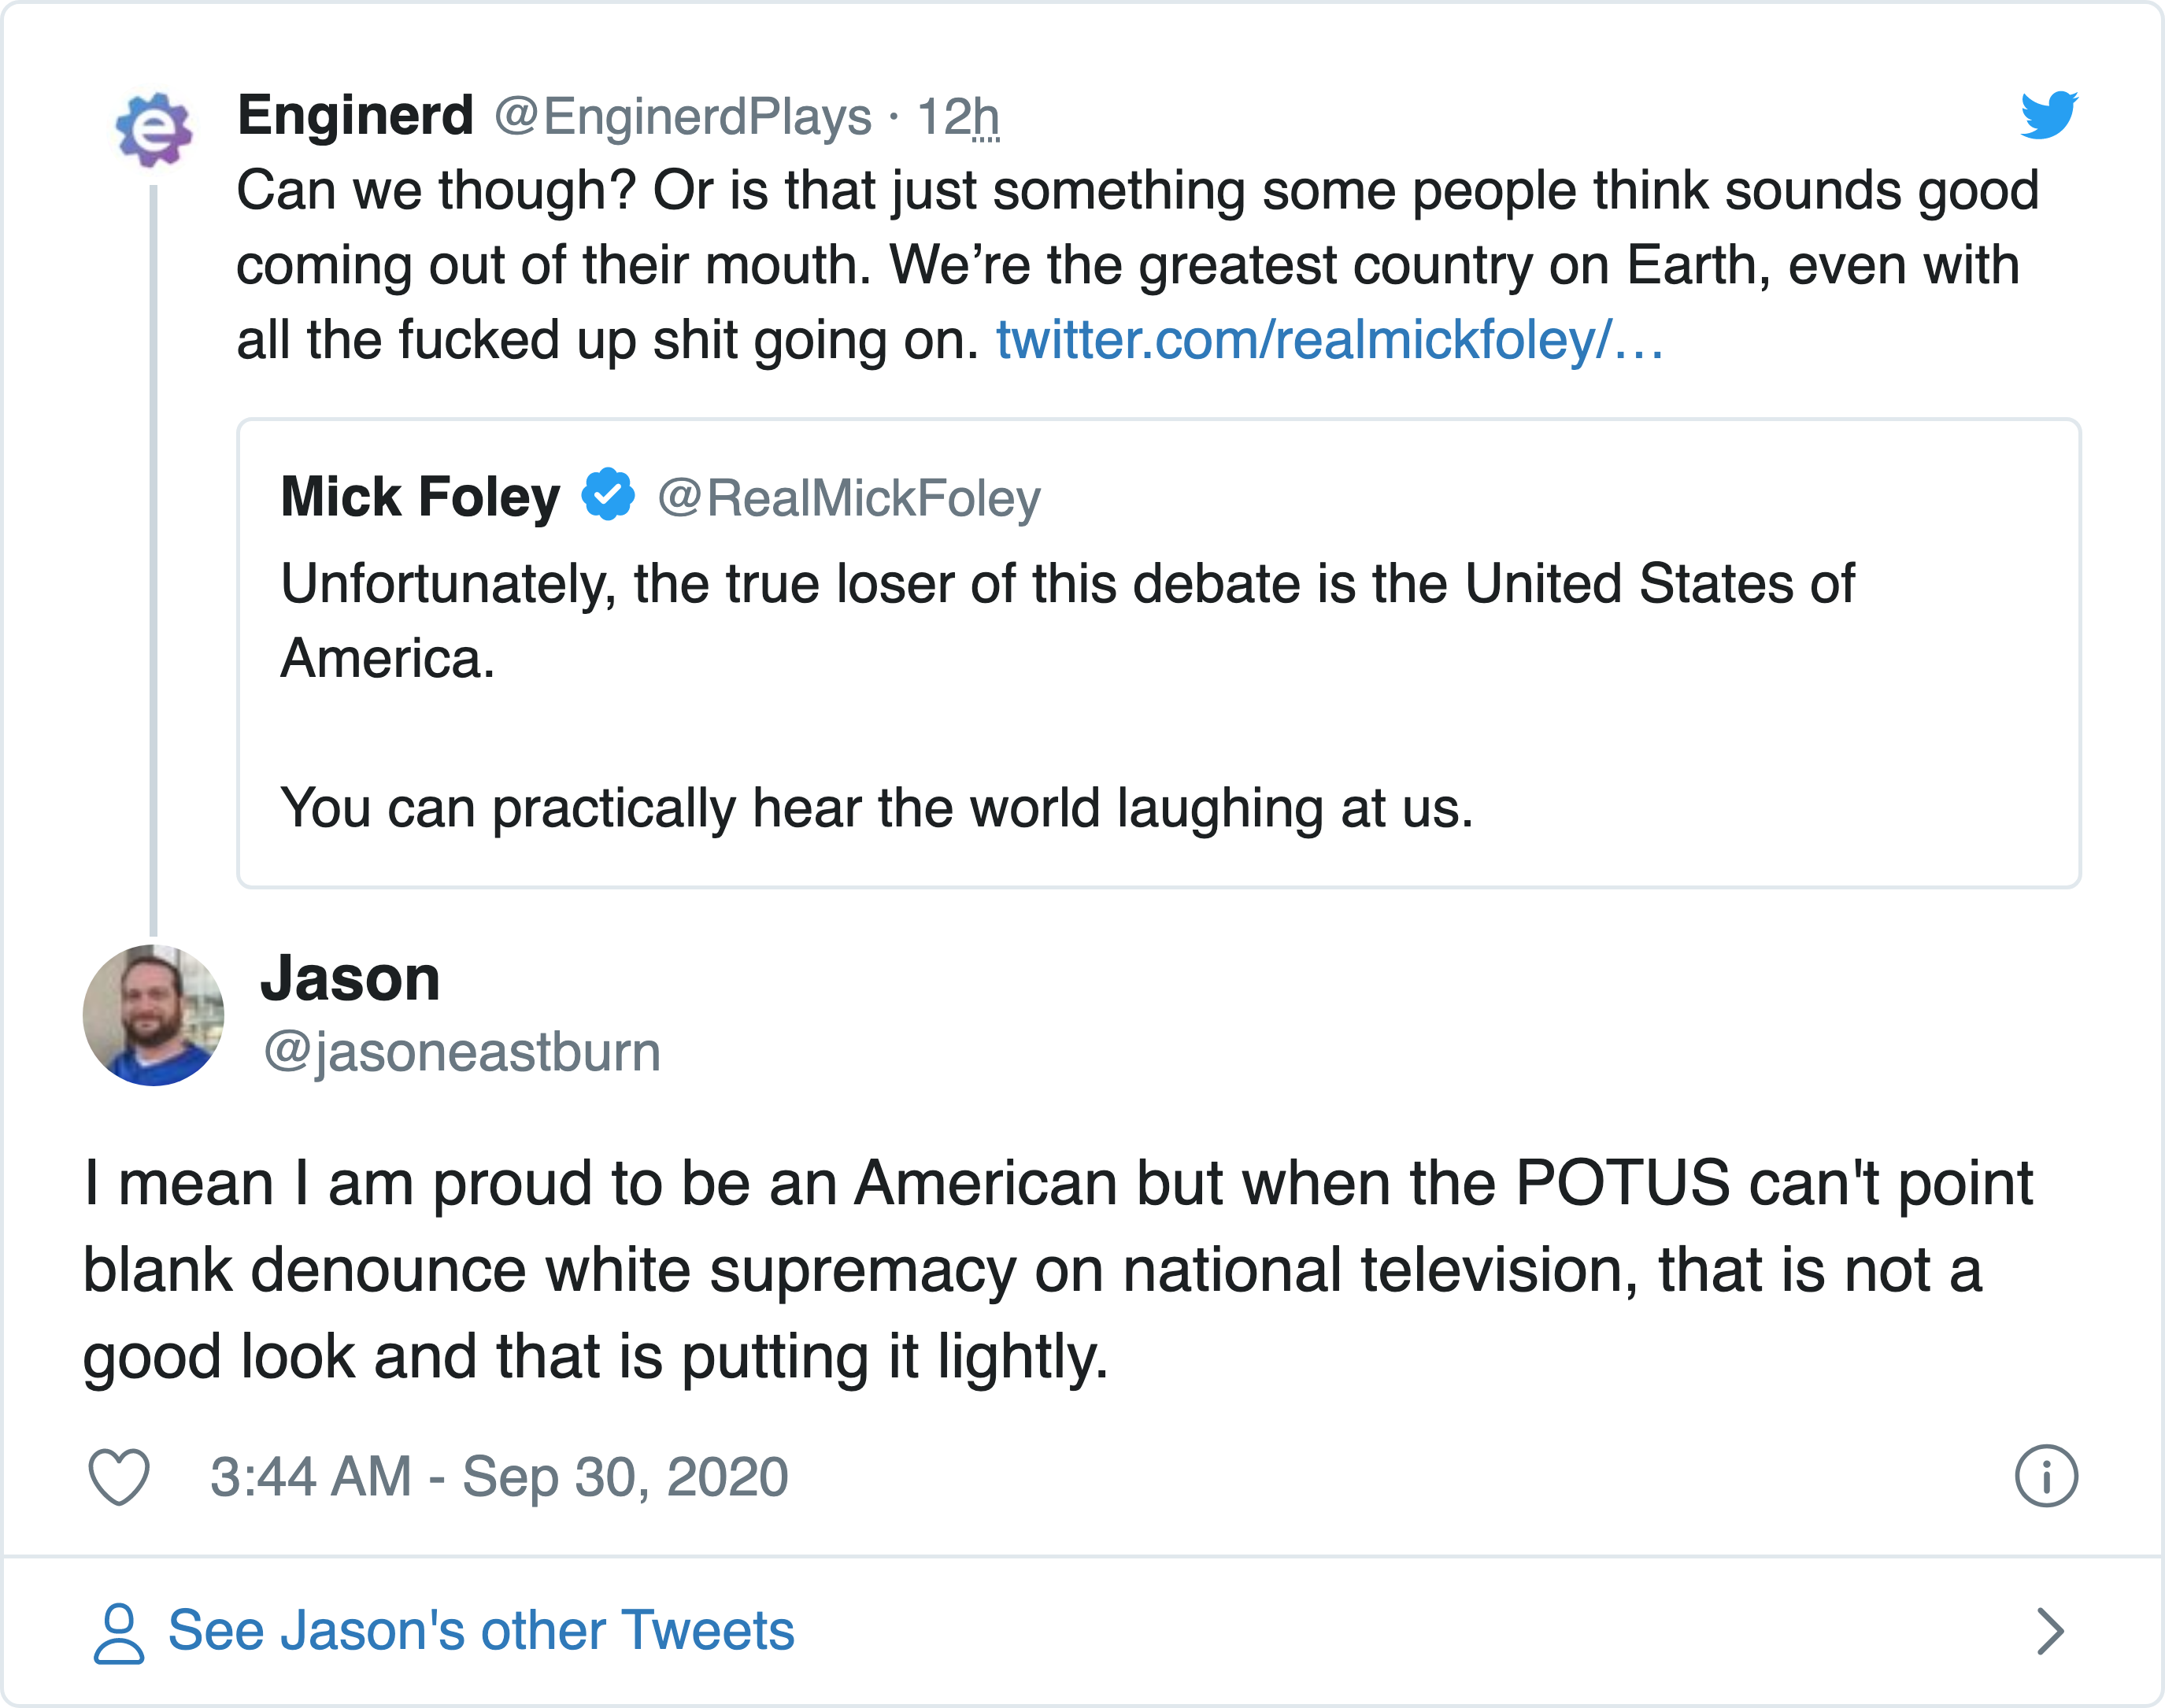 Enginerd @EnginerdPlays · 12h
Can we though? Or is that just something some people think sounds good
coming out of their mouth. We’re the greatest country on Earth, even with
all the fucked up shit going on. twitter.com/realmickfoley/…
Mick Foley @RealMickFoley
Unfortunately, the true loser of this debate is the United States of
America.
You can practically hear the world laughing at us.
Jason
@jasoneastburn
I mean I am proud to be an American but when the POTUS can't point
blank denounce white supremacy on national television, that is not a
good look and that is putting it lightly.
3:44 AM - Sep 30, 2020
See Jason's other Tweets